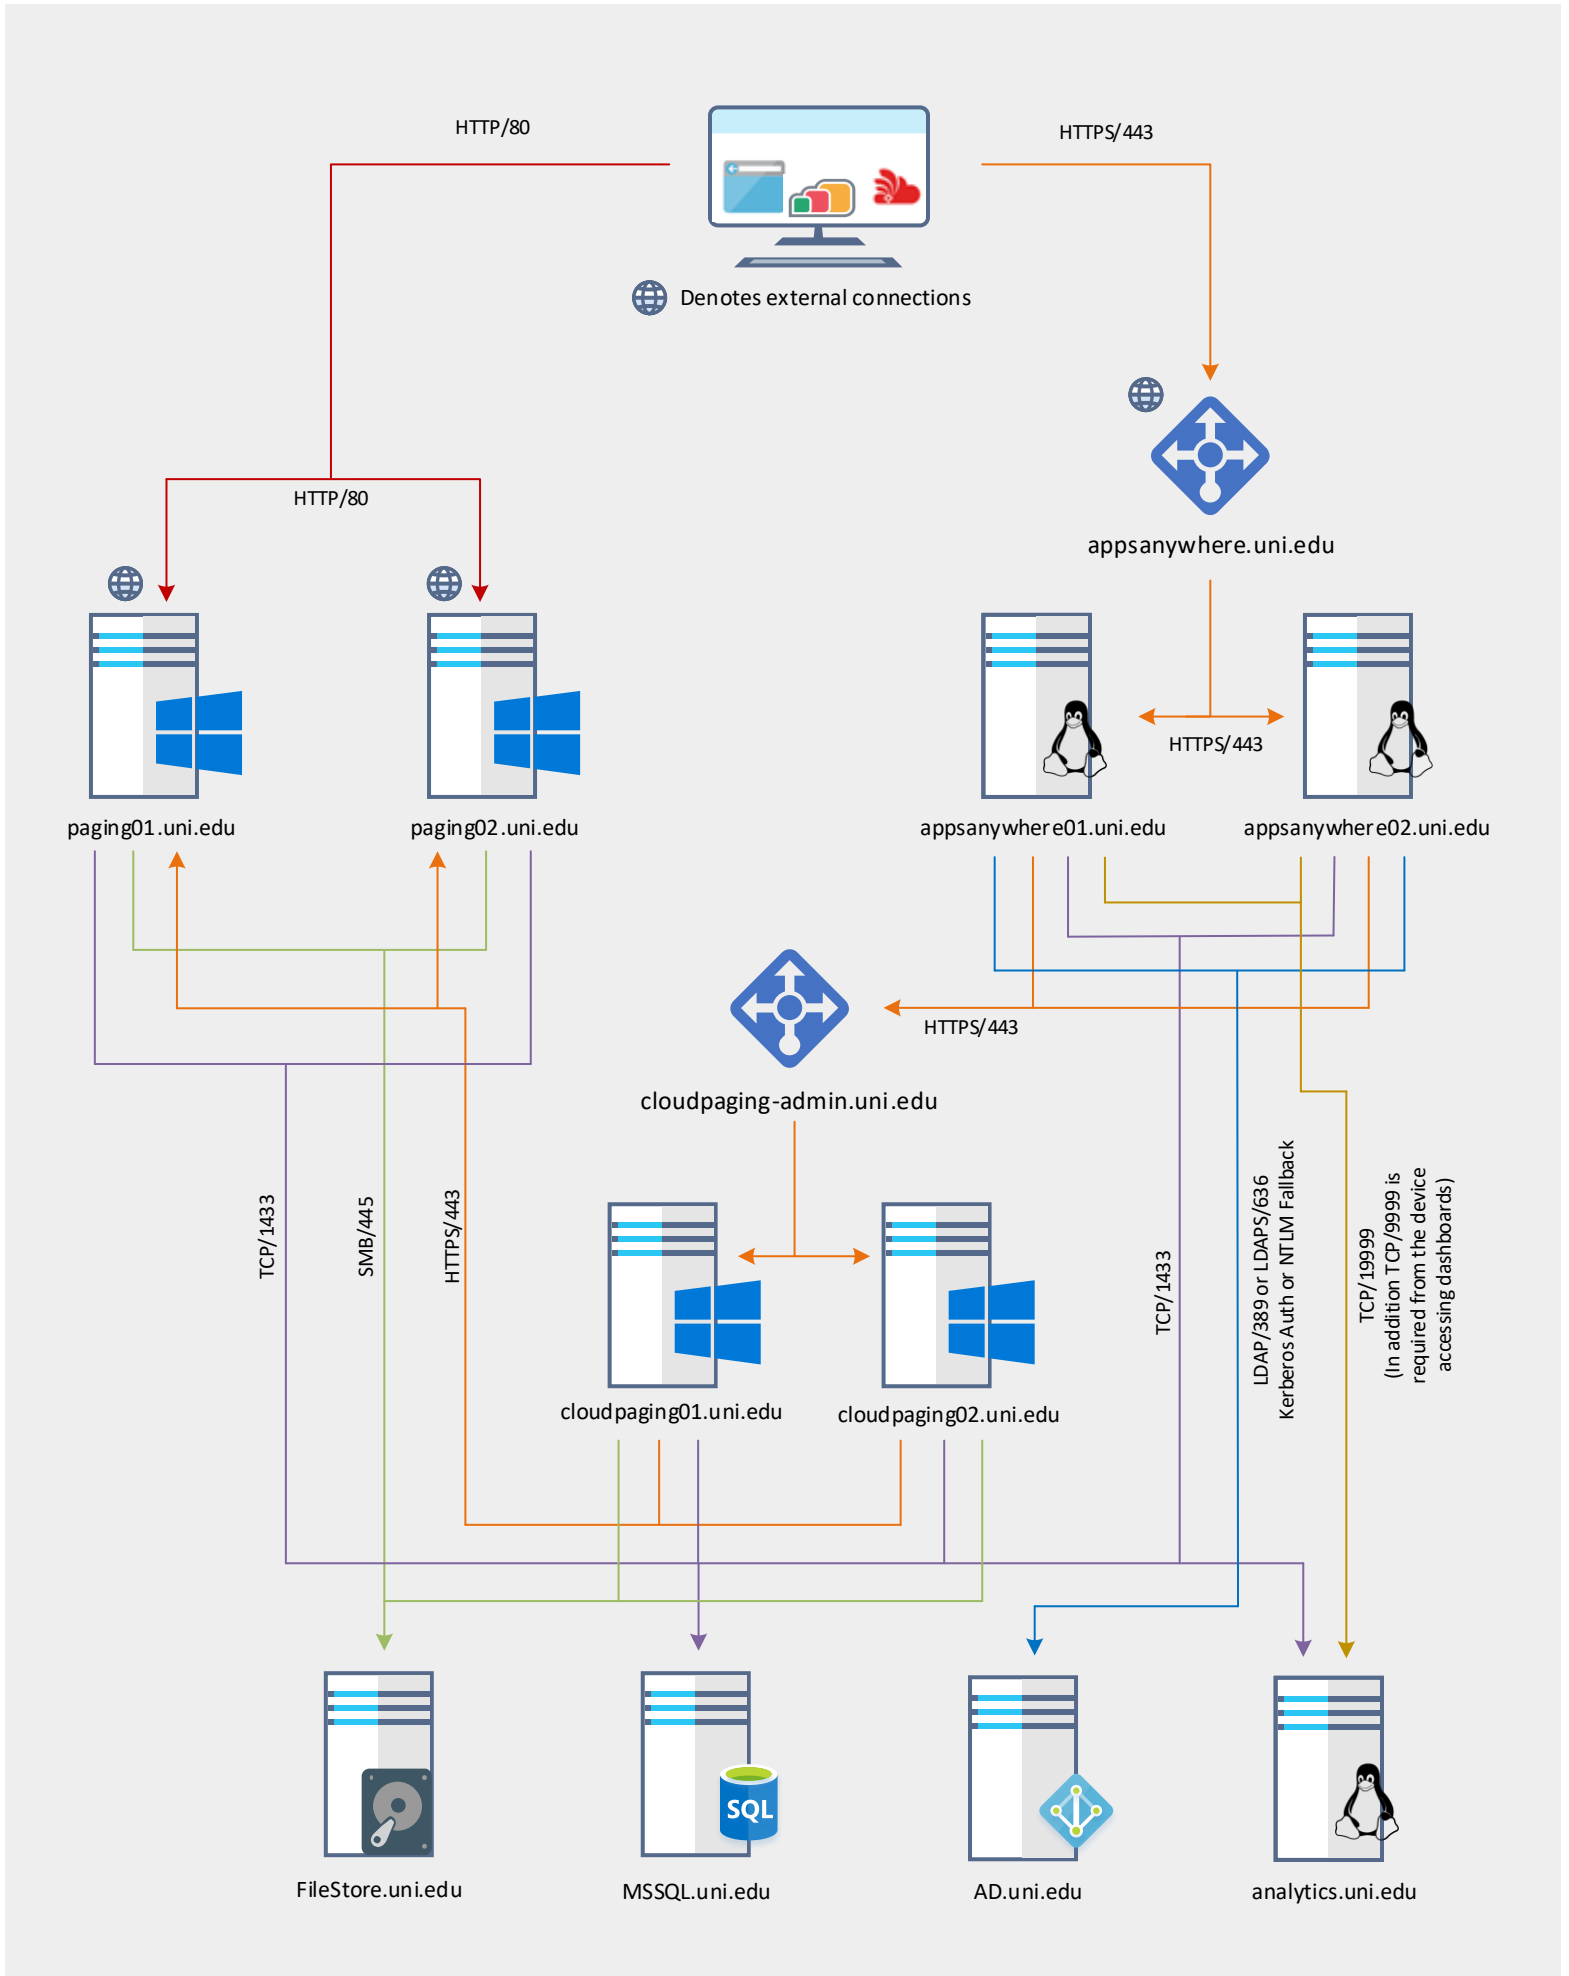 HTTP/80
HTTPS/443
Denotes external connections
HTTP/80
appsanywhere.uni.edu
HTTPS/443
paging01.uni.edu
paging02.uni.edu
appsanywhere01.uni.edu
appsanywhere02.uni.edu
HTTPS/443
cloudpaging-admin.uni.edu
TCP/1433
SMB/445
HTTPS/443
TCP/1433
LDAP/389 or LDAPS/636
Kerberos Auth or NTLM Fallback
TCP/19999
(In addition TCP/9999 is
required from the device
accessing dashboards)
cloudpaging01.uni.edu
cloudpaging02.uni.edu
SQL
FileStore.uni.edu
MSSQL.uni.edu
AD.uni.edu
analytics.uni.edu